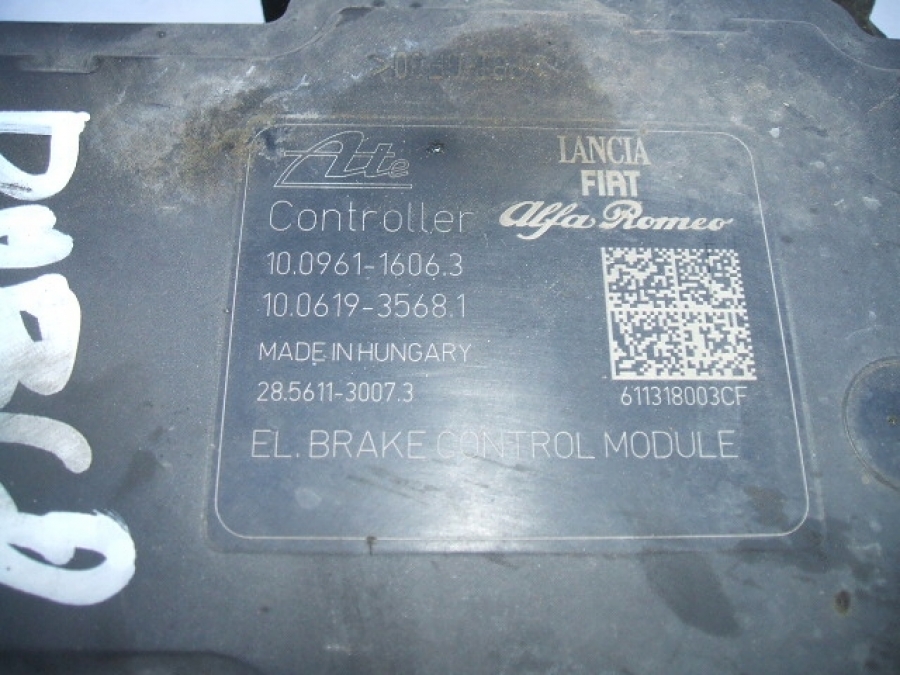 Ate
LANCIA
FIAT
Alfa Romeo
Controller
10.0961-1606.3
10.0619-3568.1
MADE IN HUNGARY
28.5611-3007.3
611318003CF
EL. BRAKE CONTROL MODULE